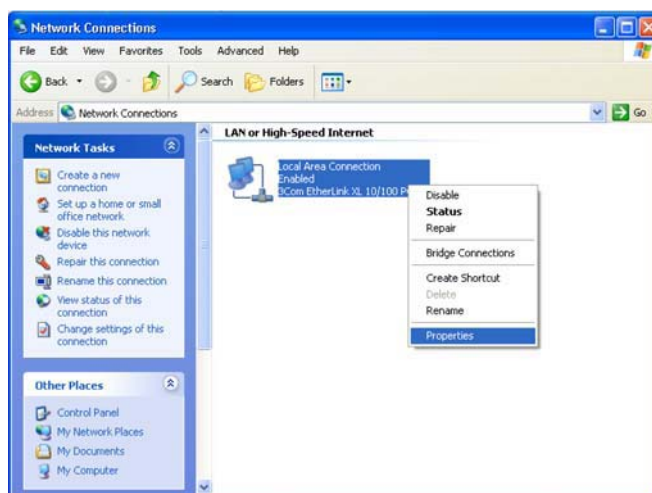 Network Connections
File Edit View Favorites Tools Advanced Help
Back Search Folders
Address Network Connections Go
Network Tasks
Create a new
connection
Set up a home or small
office network
Disable this network
device
Repair this connection
Rename this connection
View status of this
connection
Change settings of this
connection
Other Places
Control Panel
My Network Places
My Documents
My Computer
LAN or High-Speed Internet
Local Area Connection
Enabled
3Com EtherLink XL 10/100
Disable
Status
Repair
Bridge Connections
Create Shortcut
Delete
Rename
Properties